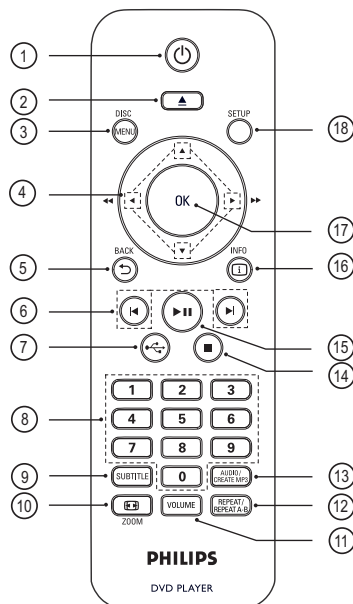 1
2
DISC
SETUP
3
MENU
18
4
OK
17
BACK
INFO
5
i
16
6
15
7
14
1 2 3
4 5 6
8
7 8 9
9
SUBTITLE
0
AUDIO/
CREATE MP3
13
10
VOLUME
REPEAT/
REPEAT A-B
12
ZOOM
11
PHILIPS
DVD PLAYER